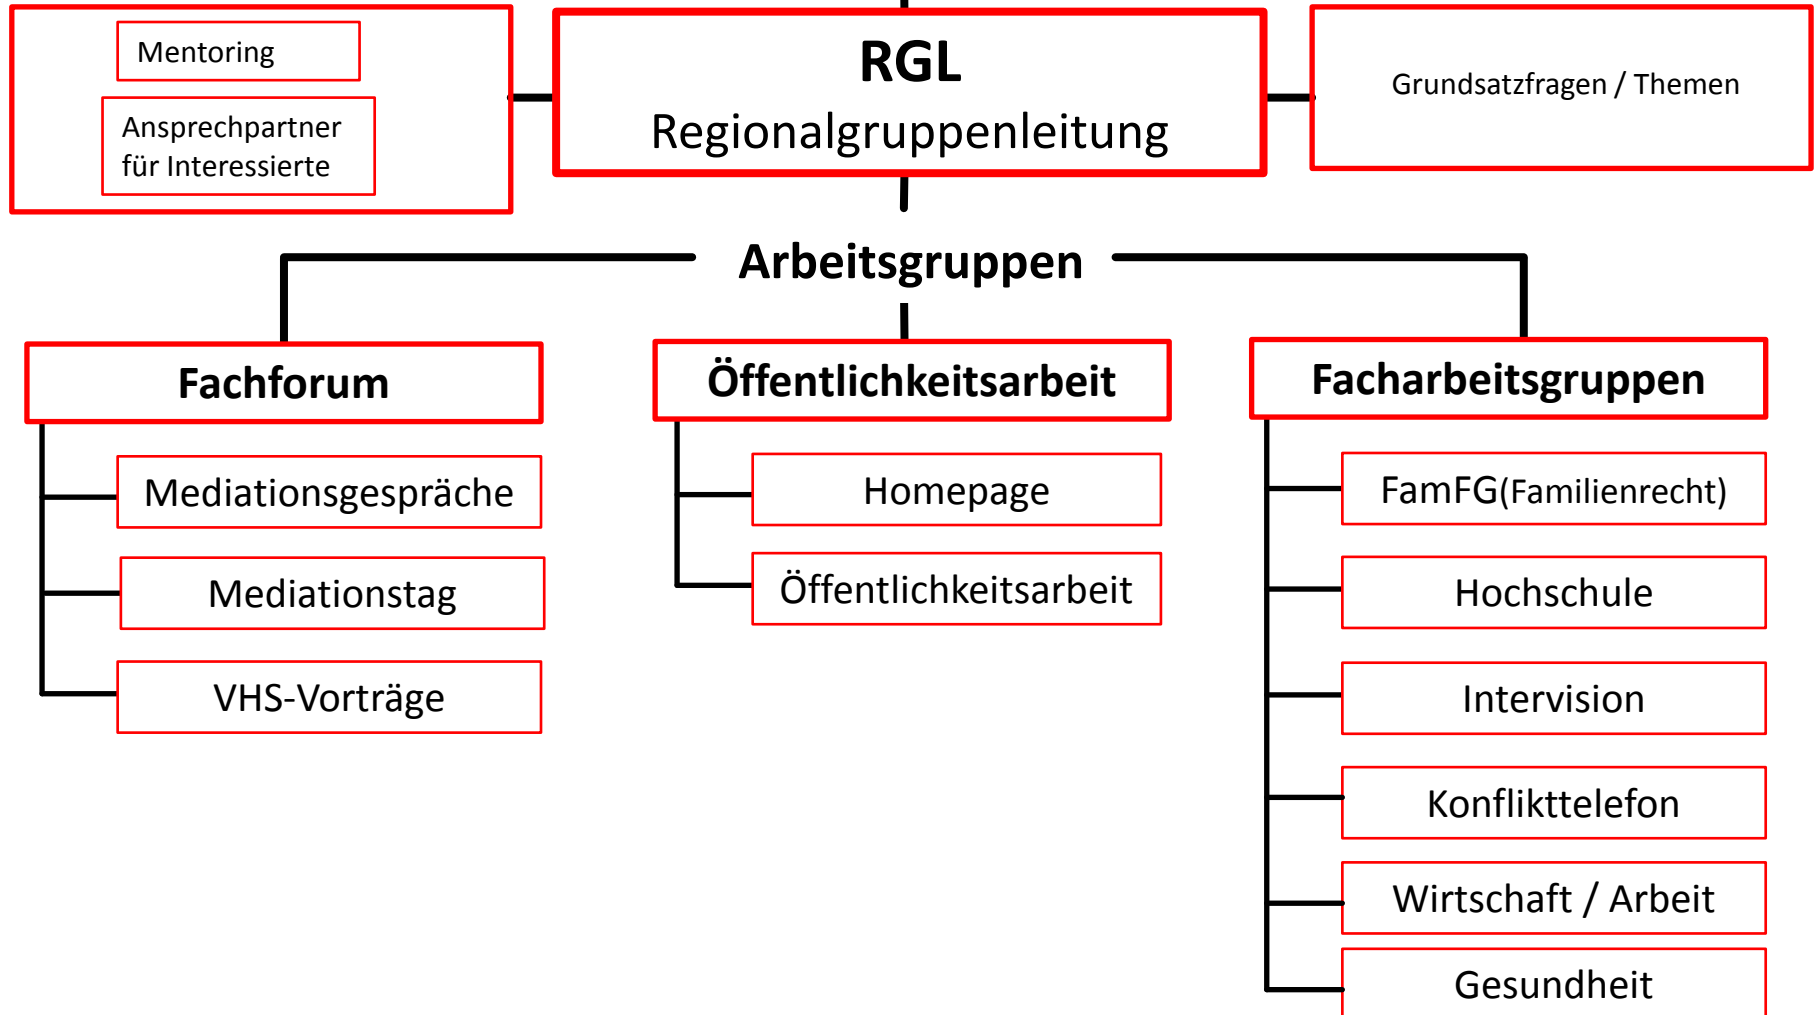 Mentoring
Ansprechpartner
für Interessierte
RGL
Regionalgruppenleitung
Grundsatzfragen / Themen
Arbeitsgruppen
Fachforum
Mediationsgespräche
Mediationstag
VHS-Vorträge
Öffentlichkeitsarbeit
Homepage
Öffentlichkeitsarbeit
Facharbeitsgruppen
FamFG(Familienrecht)
Hochschule
Intervision
Konflikttelefon
Wirtschaft / Arbeit
Gesundheit